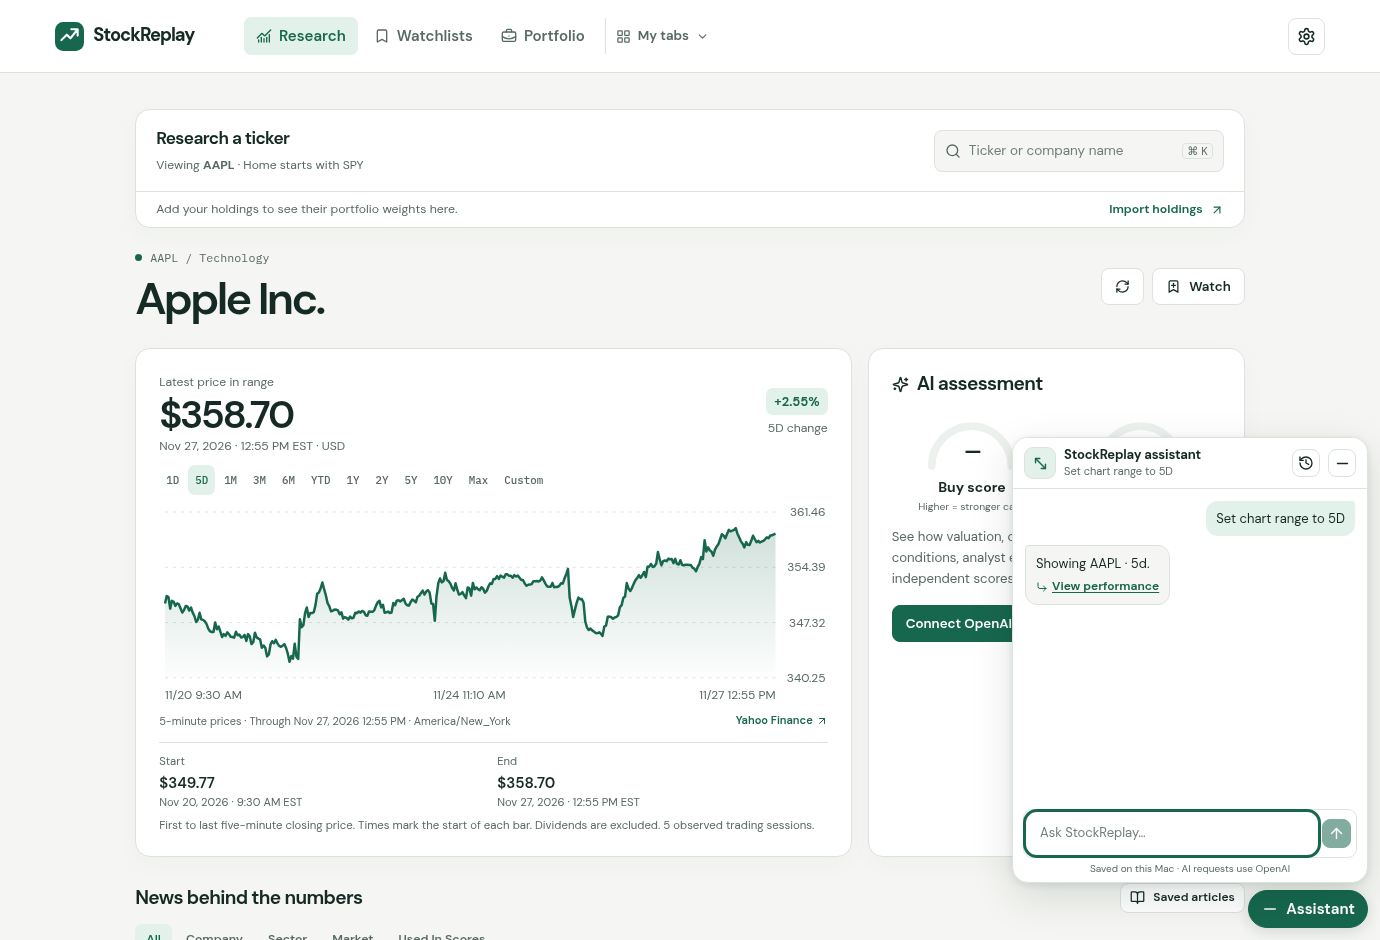 StockReplay
Research
Watchlists
Portfolio
My tabs
Research a ticker
Viewing AAPL · Home starts with SPY
Ticker or company name
⌘ K
Add your holdings to see their portfolio weights here.
Import holdings
AAPL / Technology
Apple Inc.
Watch
Latest price in range
$358.70
Nov 27, 2026 · 12:55 PM EST · USD
+2.55%
5D change
1D 5D 1M 3M 6M YTD 1Y 2Y 5Y 10Y Max Custom
361.46
354.39
347.32
340.25
11/20 9:30 AM
11/24 11:10 AM
11/27 12:55 PM
5-minute prices · Through Nov 27, 2026 12:55 PM · America/New_York
Yahoo Finance
Start
$349.77
Nov 20, 2026 · 9:30 AM EST
End
$358.70
Nov 27, 2026 · 12:55 PM EST
First to last five-minute closing price. Times mark the start of each bar. Dividends are excluded. 5 observed trading sessions.
AI assessment
—
Buy score
Higher = stronger
See how valuation,
conditions, analyst
independent scores
Connect OpenAI
StockReplay assistant
Set chart range to 5D
Set chart range to 5D
Showing AAPL · 5d.
View performance
Ask StockReplay…
Saved on this Mac · AI requests use OpenAI
News behind the numbers
Saved articles
Assistant
All Company Sector Market Used In Scores